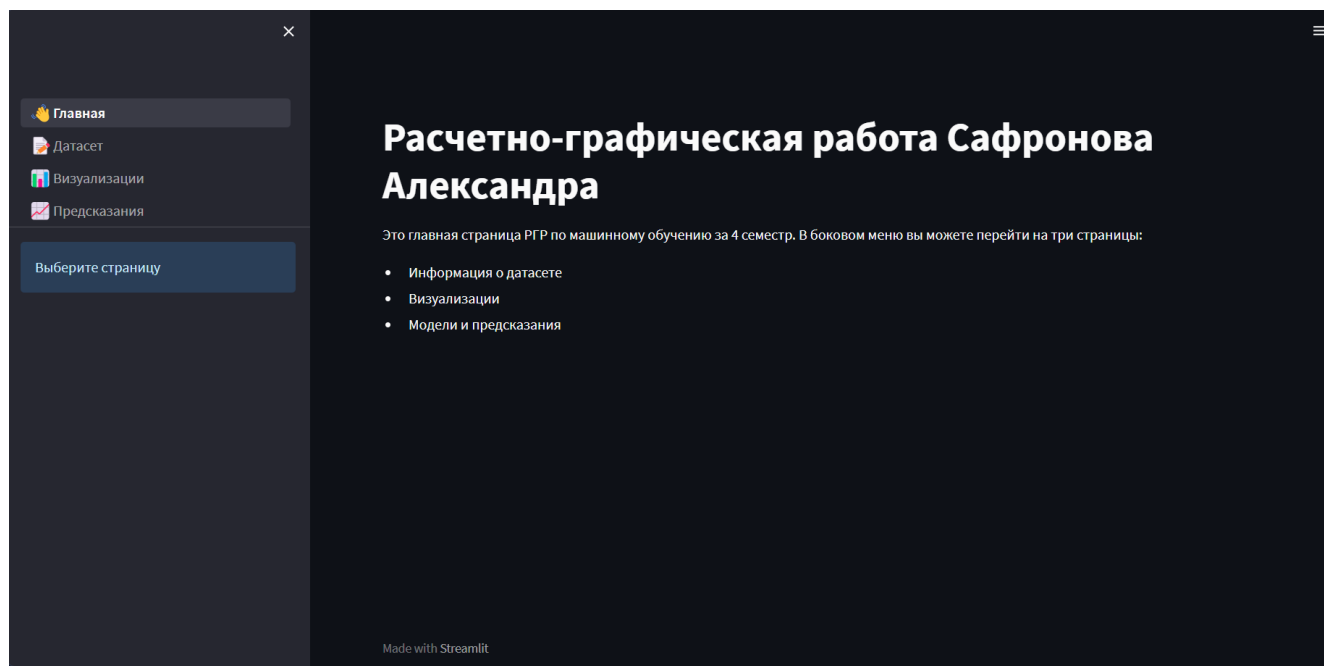 Главная
Датасет
Визуализации
Предсказания
Выберите страницу
Расчетно-графическая работа Сафронова
Александра
Это главная страница РГР по машинному обучению за 4 семестр. В боковом меню вы можете перейти на три страницы:
Информация о датасете
Визуализации
Модели и предсказания
Made with Streamlit